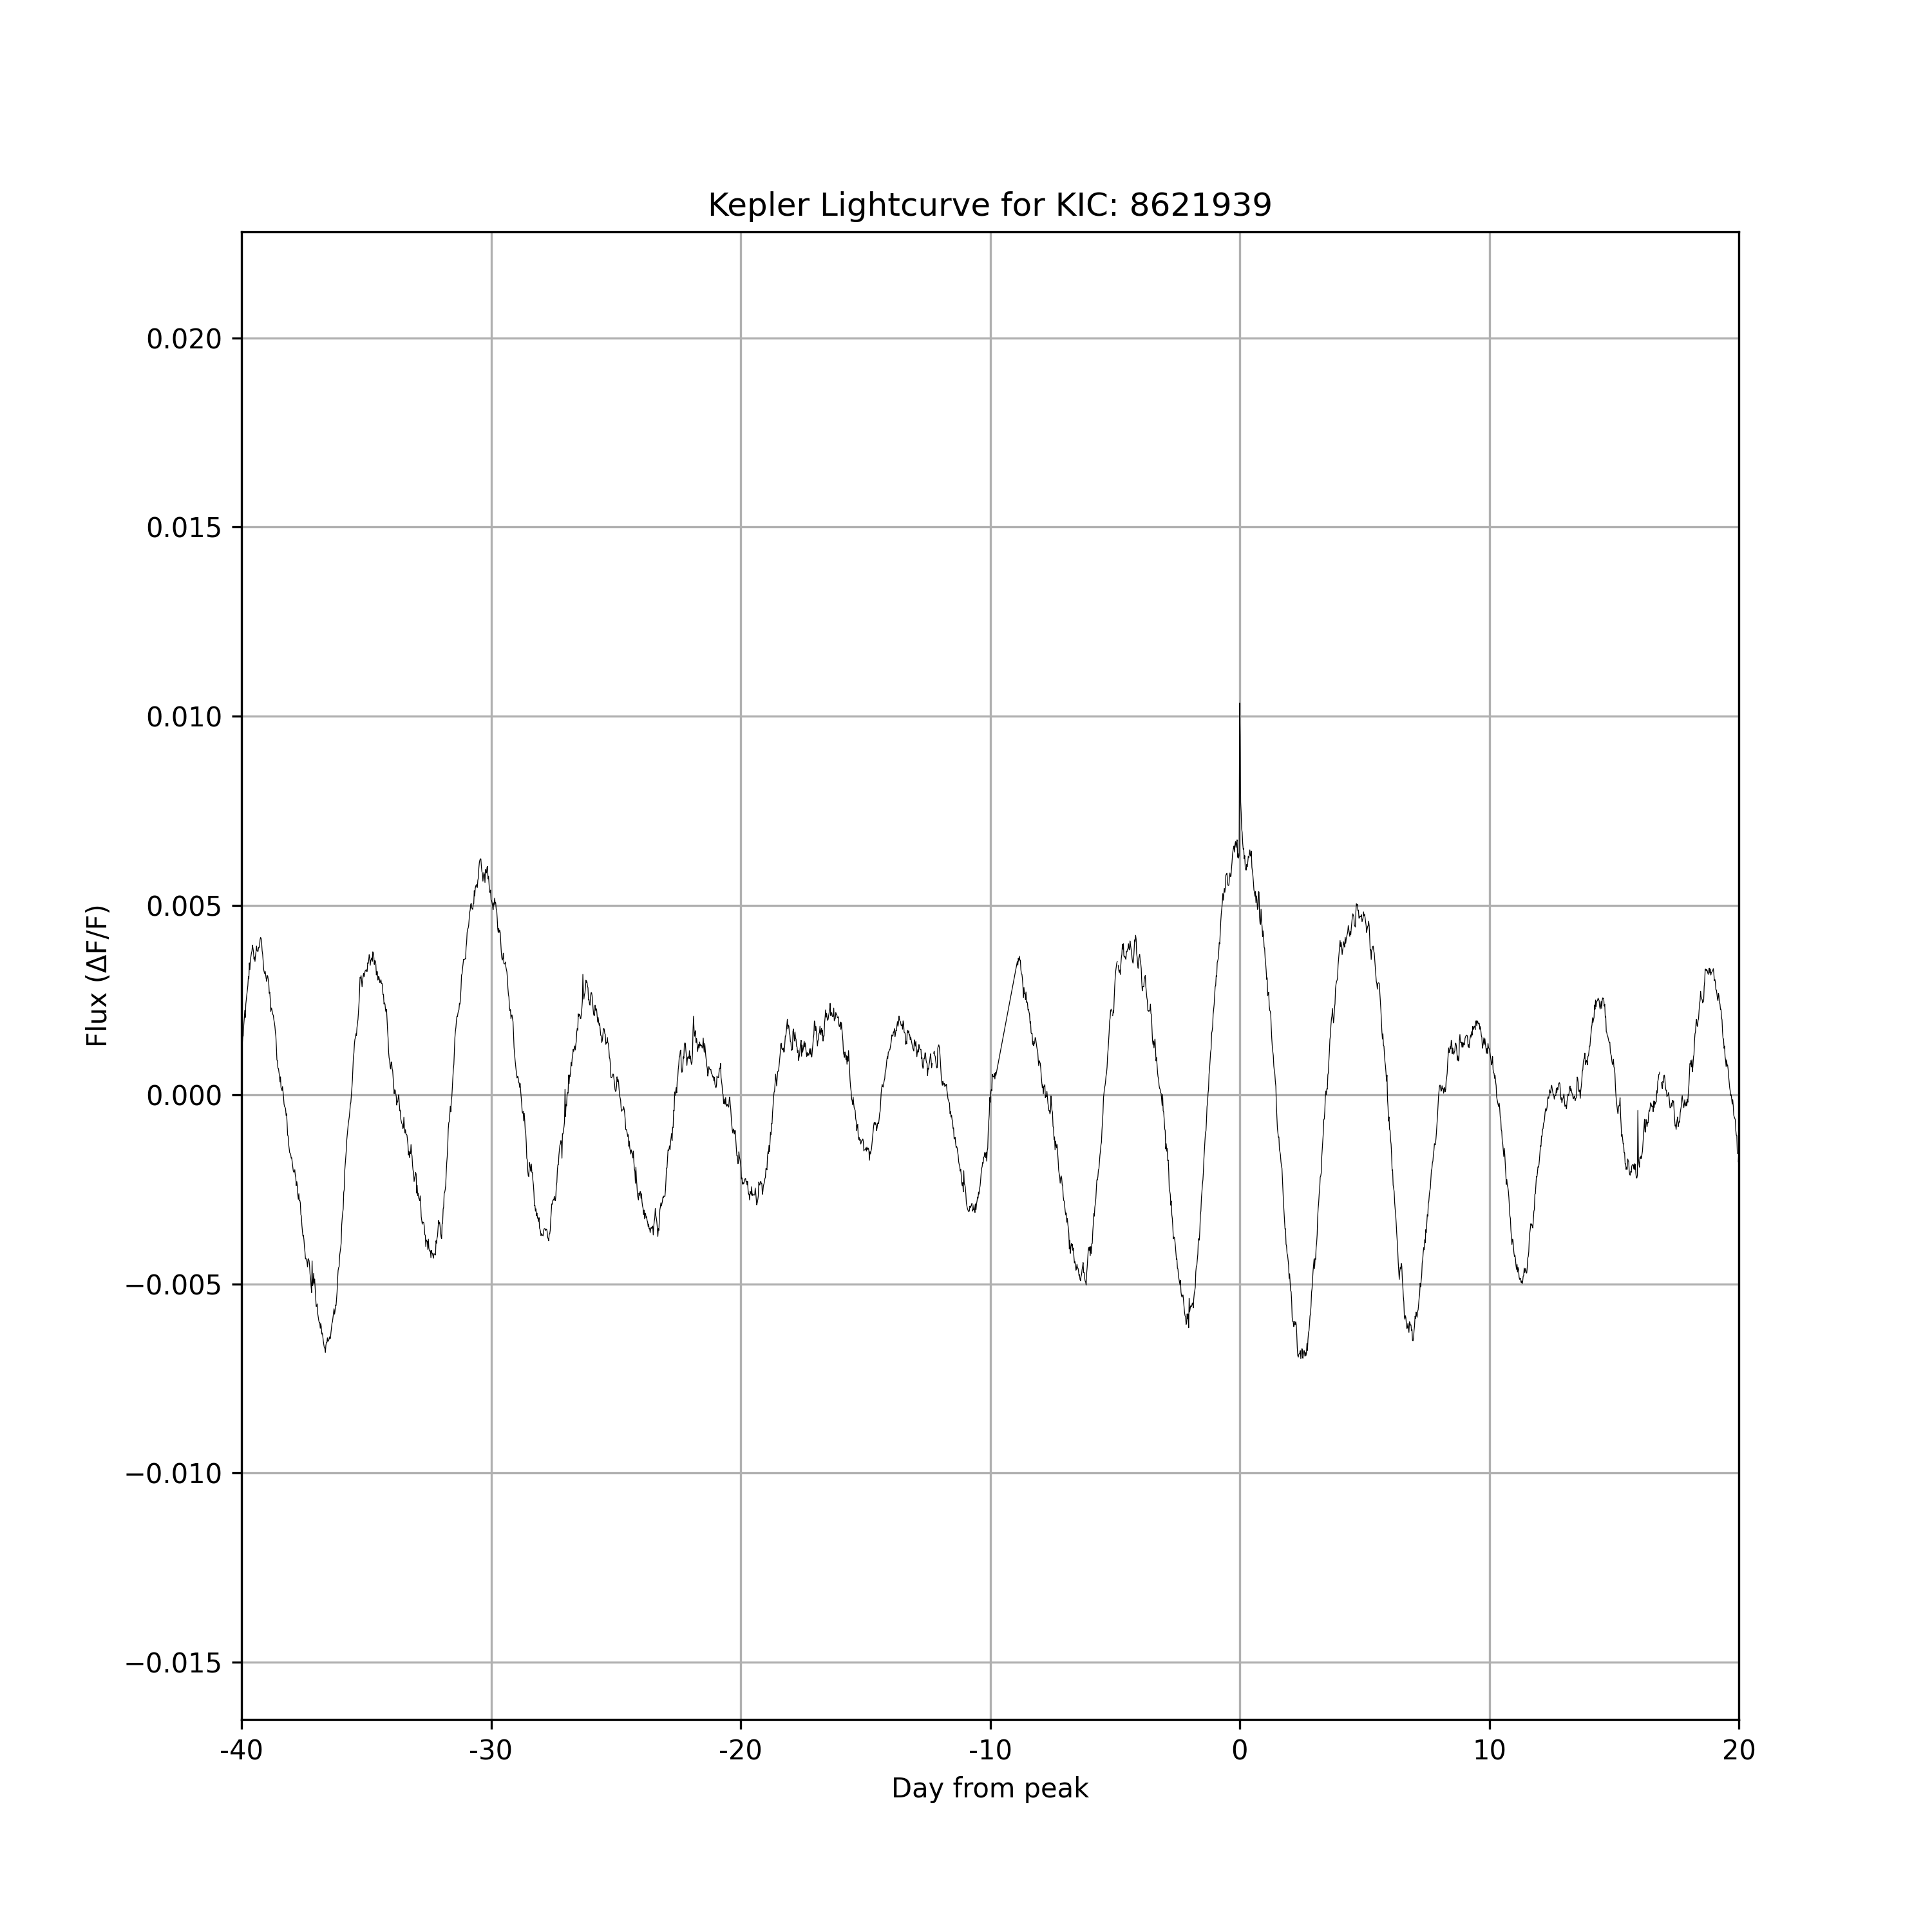 Kepler Lightcurve for KIC: 8621939
Flux (ΔF/F)
0.020
0.015
0.010
0.005
0.000
−0.005
−0.010
−0.015
-40 -30 -20 -10 0 10 20
Day from peak